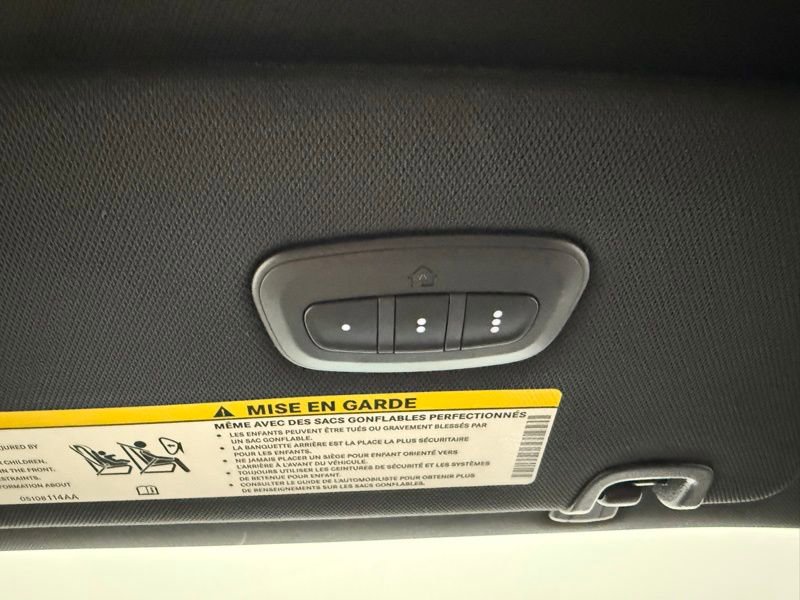 MISE EN GARDE
MÊME AVEC DES SACS GONFLABLES PERFECTIONNÉS
• LES ENFANTS PEUVENT ÊTRE TUÉS OU GRAVEMENT BLESSÉS PAR
UN SAC GONFLABLE.
• LA BANQUETTE ARRIÈRE EST LA PLACE LA PLUS SÉCURITAIRE
POUR LES ENFANTS.
• NE JAMAIS PLACER UN SIÈGE POUR ENFANT ORIENTÉ VERS
L'ARRIÈRE À L'AVANT DU VÉHICULE.
• TOUJOURS UTILISER LES CEINTURES DE SÉCURITÉ ET LES SYSTÈMES
DE RETENUE POUR ENFANT.
• CONSULTER LE GUIDE DE L'AUTOMOBILISTE POUR OBTENIR PLUS
DE RENSEIGNEMENTS SUR LES SACS GONFLABLES.
BY
CHILDREN.
IN THE FRONT.
ABOUT
05108114AA